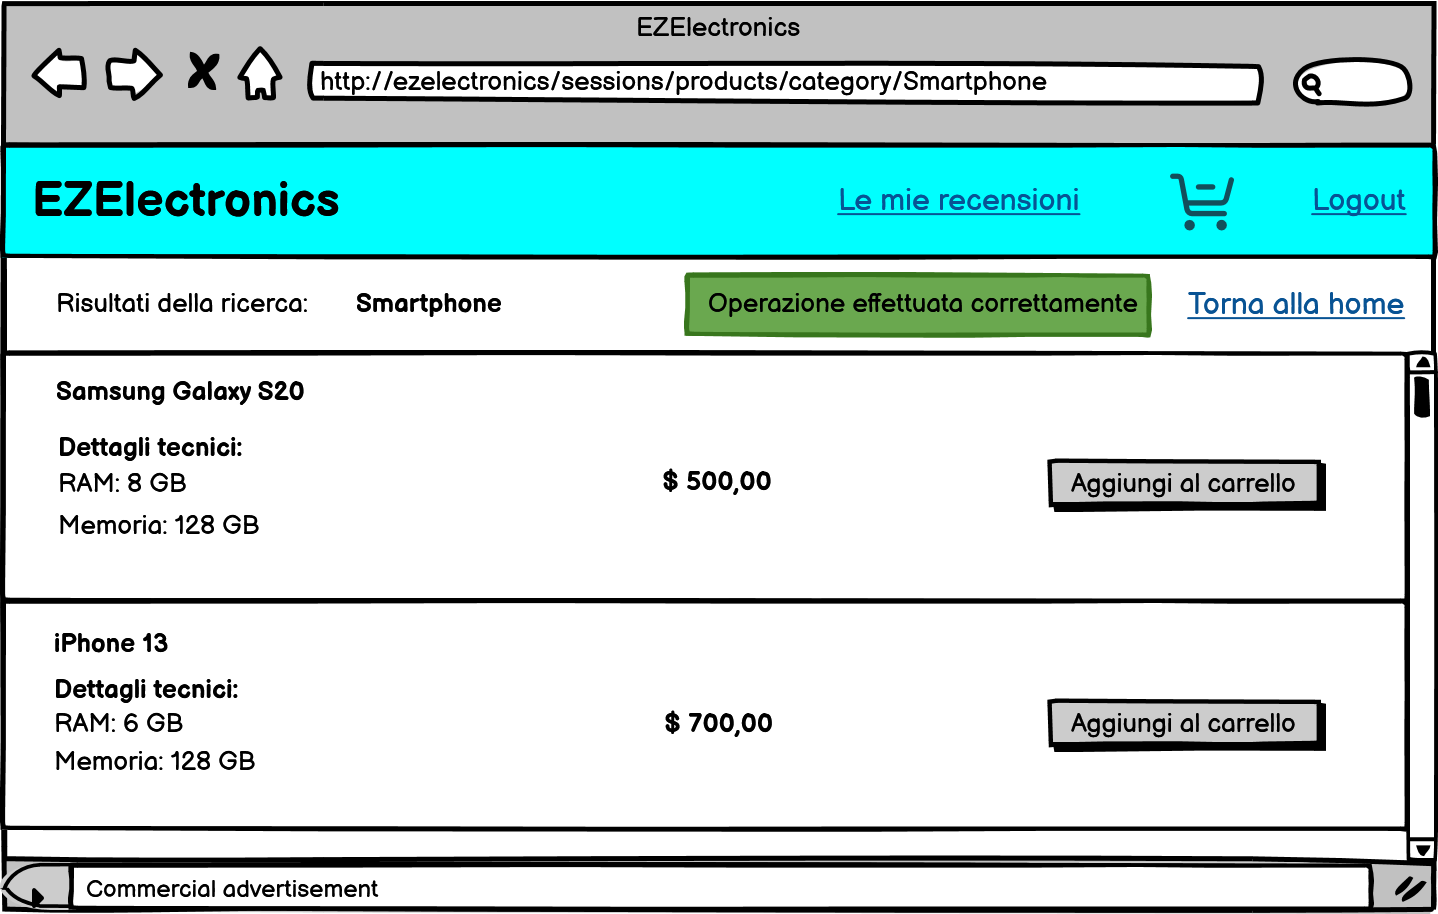 EZElectronics
http://ezelectronics/sessions/products/category/Smartphone
EZElectronics
Le mie recensioni
Logout
Risultati della ricerca: Smartphone
Operazione effettuata correttamente
Torna alla home
Samsung Galaxy S20
Dettagli tecnici:
RAM: 8 GB
$ 500,00
Aggiungi al carrello
Memoria: 128 GB
iPhone 13
Dettagli tecnici:
RAM: 6 GB
$ 700,00
Aggiungi al carrello
Memoria: 128 GB
Commercial advertisement